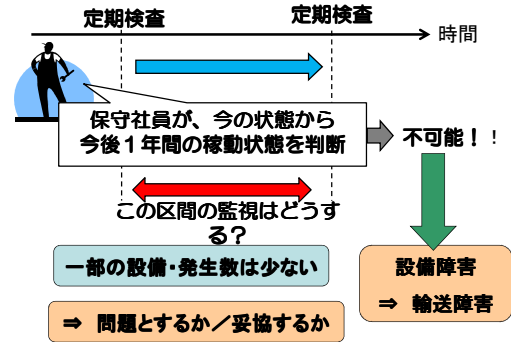 定期検査
定期検査
時間
保守社員が、今の状態から
今後１年間の稼動状態を判断
不可能！！
この区間の監視はどうす
る？
一部の設備・発生数は少ない
⇒ 問題とするか／妥協するか
設備障害
⇒ 輸送障害